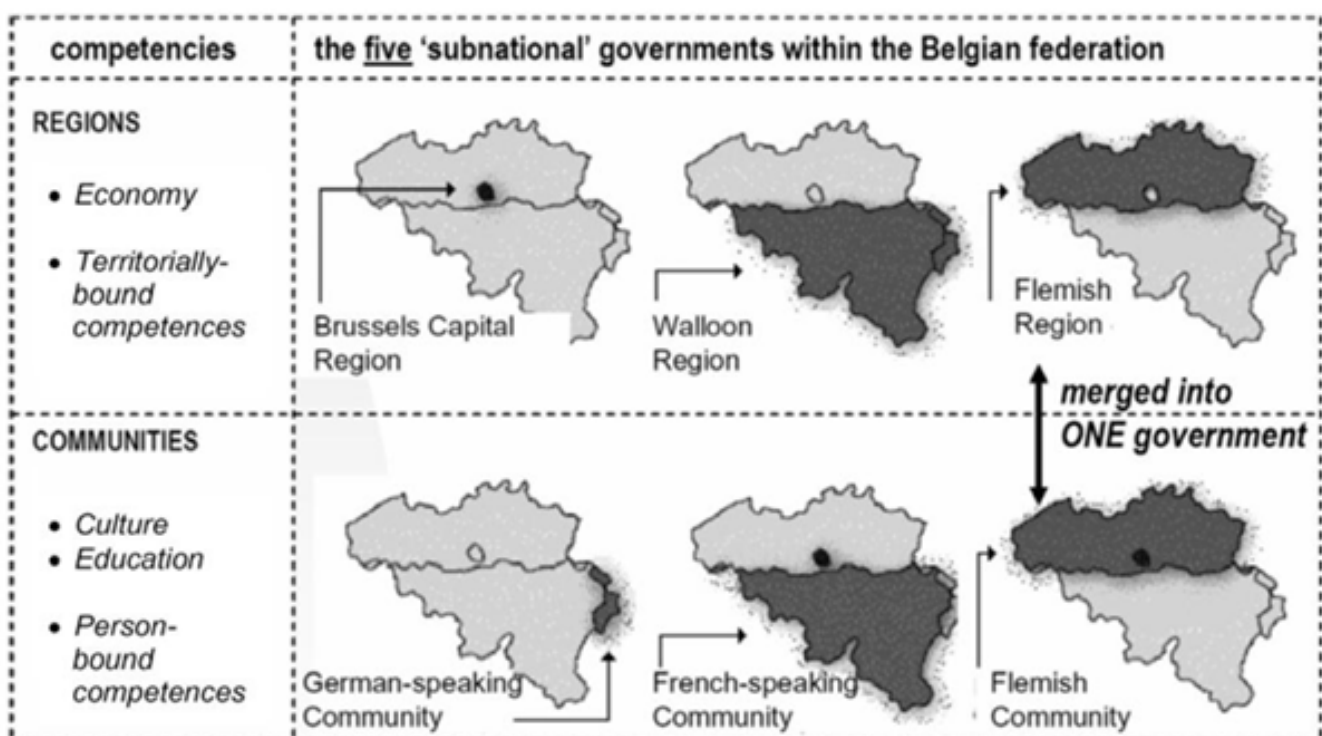 competencies
the five ‘subnational’ governments within the Belgian federation
REGIONS
• Economy
• Territorially-
bound
competences
Brussels Capital
Region
Walloon
Region
Flemish
Region
merged into
ONE government
COMMUNITIES
• Culture
• Education
• Person-
bound
competences
German-speaking
Community
French-speaking
Community
Flemish
Community